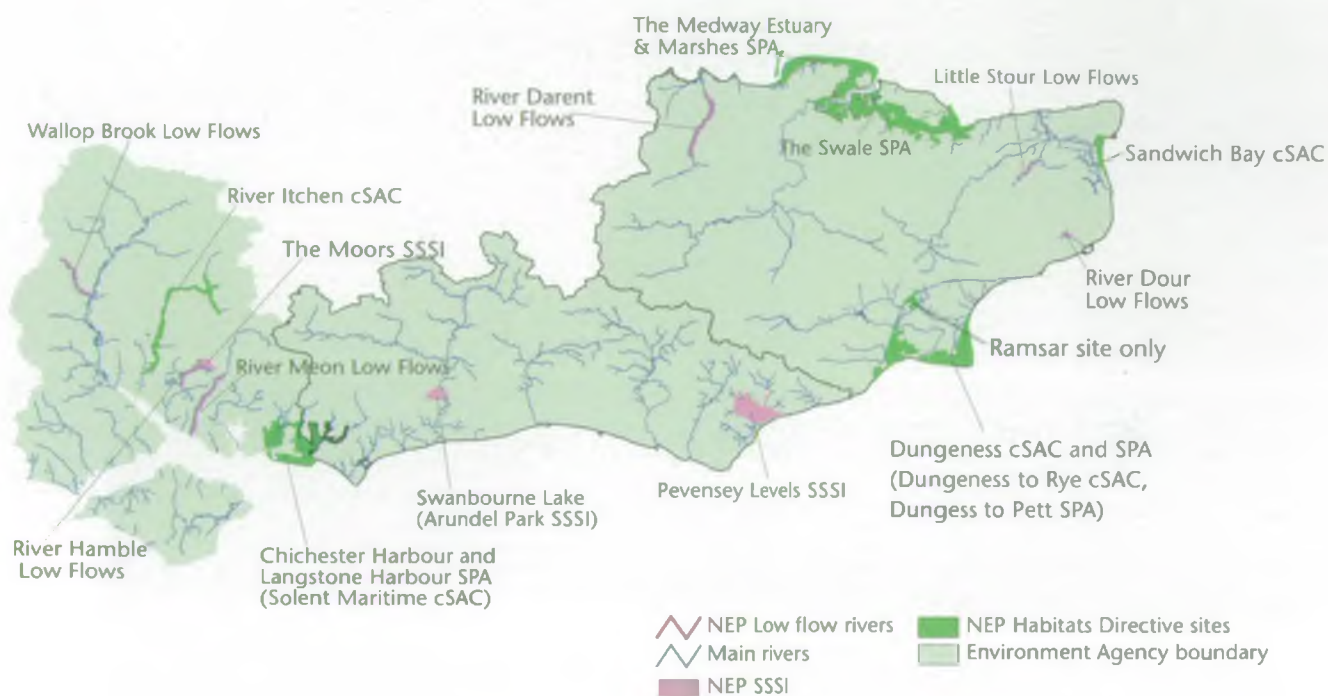 The Medway Estuary
& Marshes SPA
Little Stour Low Flows
River Darent
Low Flows
Wallop Brook Low Flows
The Swale SPA
Sandwich Bay cSAC
River Itchen cSAC
The Moors SSSI
River Dour
Low Flows
Ramsar site only
River Meon Low Flows
Dungeness cSAC and SPA
(Dungeness to Rye cSAC,
Dungess to Pett SPA)
Pevensey Levels SSSI
Swanbourne Lake
(Arundel Park SSSI)
River Hamble
Low Flows
Chichester Harbour and
Langstone Harbour SPA
(Solent Maritime cSAC)
NEP Low flow rivers
NEP Habitats Directive sites
Main rivers
Environment Agency boundary
NEP SSSI